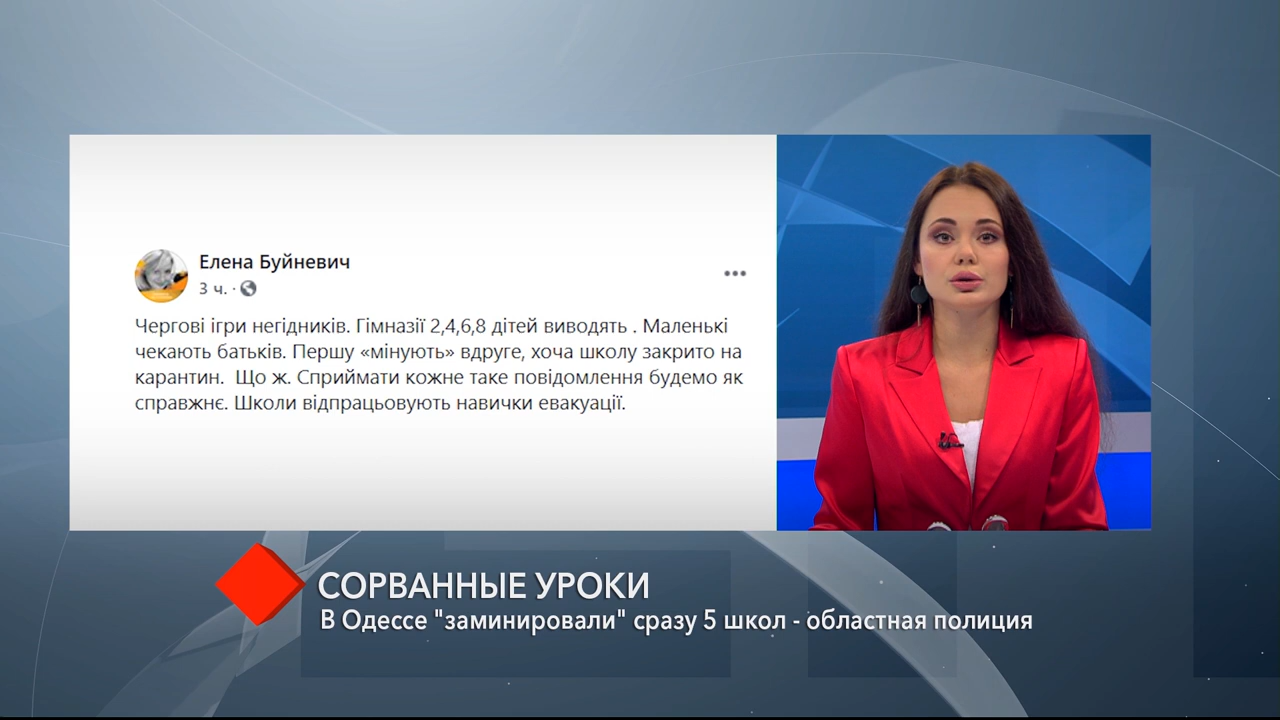 Елена Буйневич
3 ч. ·
Чергові ігри негідників. Гімназії 2,4,6,8 дітей виводять . Маленькі
чекають батьків. Першу «мінують» вдруге, хоча школу закрито на
карантин. Що ж. Сприймати кожне таке повідомлення будемо як
справжнє. Школи відпрацьовують навички евакуації.
СОРВАННЫЕ УРОКИ
В Одессе "заминировали" сразу 5 школ - областная полиция